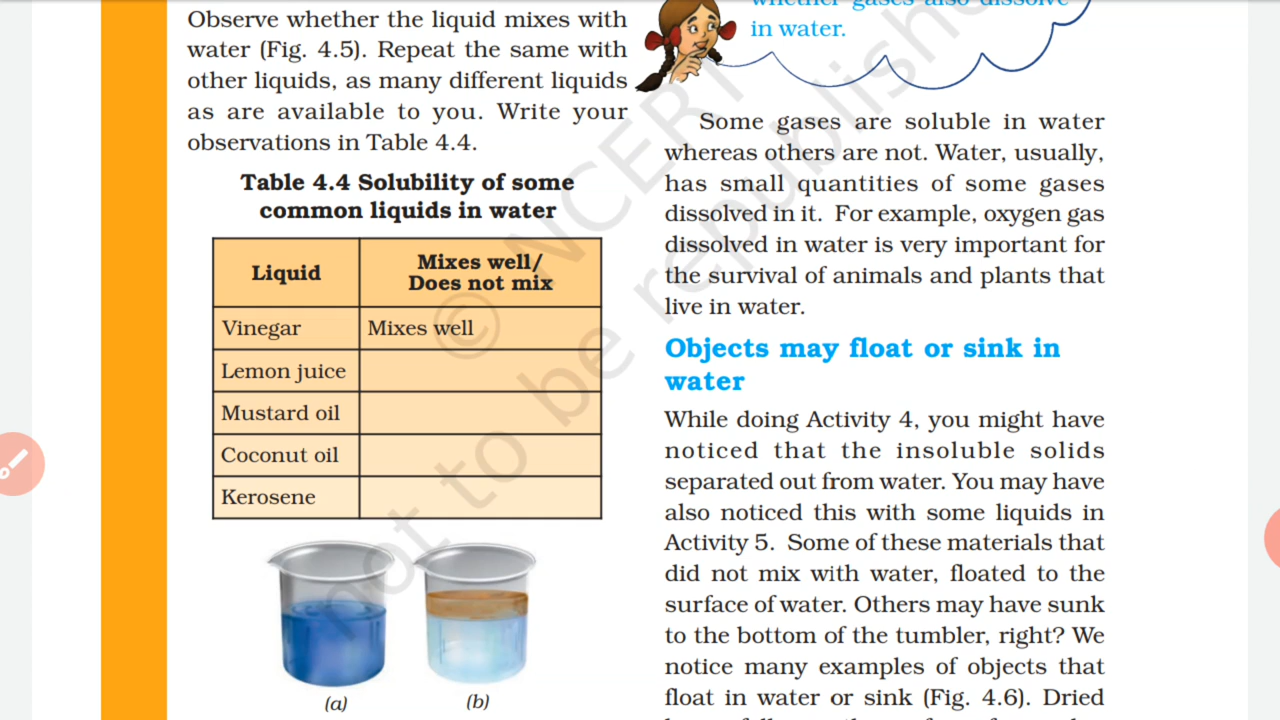 Observe whether the liquid mixes with
water (Fig. 4.5). Repeat the same with
other liquids, as many different liquids
as are available to you. Write your
observations in Table 4.4.
Table 4.4 Solubility of some
common liquids in water
Liquid
Mixes well/
Does not mix
Vinegar
Mixes well
Lemon juice
Mustard oil
Coconut oil
Kerosene
(a)
(b)
whether gases also dissolve
in water.
Some gases are soluble in water
whereas others are not. Water, usually,
has small quantities of some gases
dissolved in it. For example, oxygen gas
dissolved in water is very important for
the survival of animals and plants that
live in water.
Objects may float or sink in
water
While doing Activity 4, you might have
noticed that the insoluble solids
separated out from water. You may have
also noticed this with some liquids in
Activity 5. Some of these materials that
did not mix with water, floated to the
surface of water. Others may have sunk
to the bottom of the tumbler, right? We
notice many examples of objects that
float in water or sink (Fig. 4.6). Dried
© NCERT
not to be republished